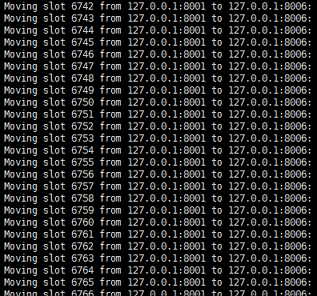 Moving slot 6742 from 127.0.0.1:8001 to 127.0.0.1:8006:
Moving slot 6743 from 127.0.0.1:8001 to 127.0.0.1:8006:
Moving slot 6744 from 127.0.0.1:8001 to 127.0.0.1:8006:
Moving slot 6745 from 127.0.0.1:8001 to 127.0.0.1:8006:
Moving slot 6746 from 127.0.0.1:8001 to 127.0.0.1:8006:
Moving slot 6747 from 127.0.0.1:8001 to 127.0.0.1:8006:
Moving slot 6748 from 127.0.0.1:8001 to 127.0.0.1:8006:
Moving slot 6749 from 127.0.0.1:8001 to 127.0.0.1:8006:
Moving slot 6750 from 127.0.0.1:8001 to 127.0.0.1:8006:
Moving slot 6751 from 127.0.0.1:8001 to 127.0.0.1:8006:
Moving slot 6752 from 127.0.0.1:8001 to 127.0.0.1:8006:
Moving slot 6753 from 127.0.0.1:8001 to 127.0.0.1:8006:
Moving slot 6754 from 127.0.0.1:8001 to 127.0.0.1:8006:
Moving slot 6755 from 127.0.0.1:8001 to 127.0.0.1:8006:
Moving slot 6756 from 127.0.0.1:8001 to 127.0.0.1:8006:
Moving slot 6757 from 127.0.0.1:8001 to 127.0.0.1:8006:
Moving slot 6758 from 127.0.0.1:8001 to 127.0.0.1:8006:
Moving slot 6759 from 127.0.0.1:8001 to 127.0.0.1:8006:
Moving slot 6760 from 127.0.0.1:8001 to 127.0.0.1:8006:
Moving slot 6761 from 127.0.0.1:8001 to 127.0.0.1:8006:
Moving slot 6762 from 127.0.0.1:8001 to 127.0.0.1:8006:
Moving slot 6763 from 127.0.0.1:8001 to 127.0.0.1:8006:
Moving slot 6764 from 127.0.0.1:8001 to 127.0.0.1:8006:
Moving slot 6765 from 127.0.0.1:8001 to 127.0.0.1:8006:
Moving slot 6766 from 127.0.0.1:8001 to 127.0.0.1:8006: